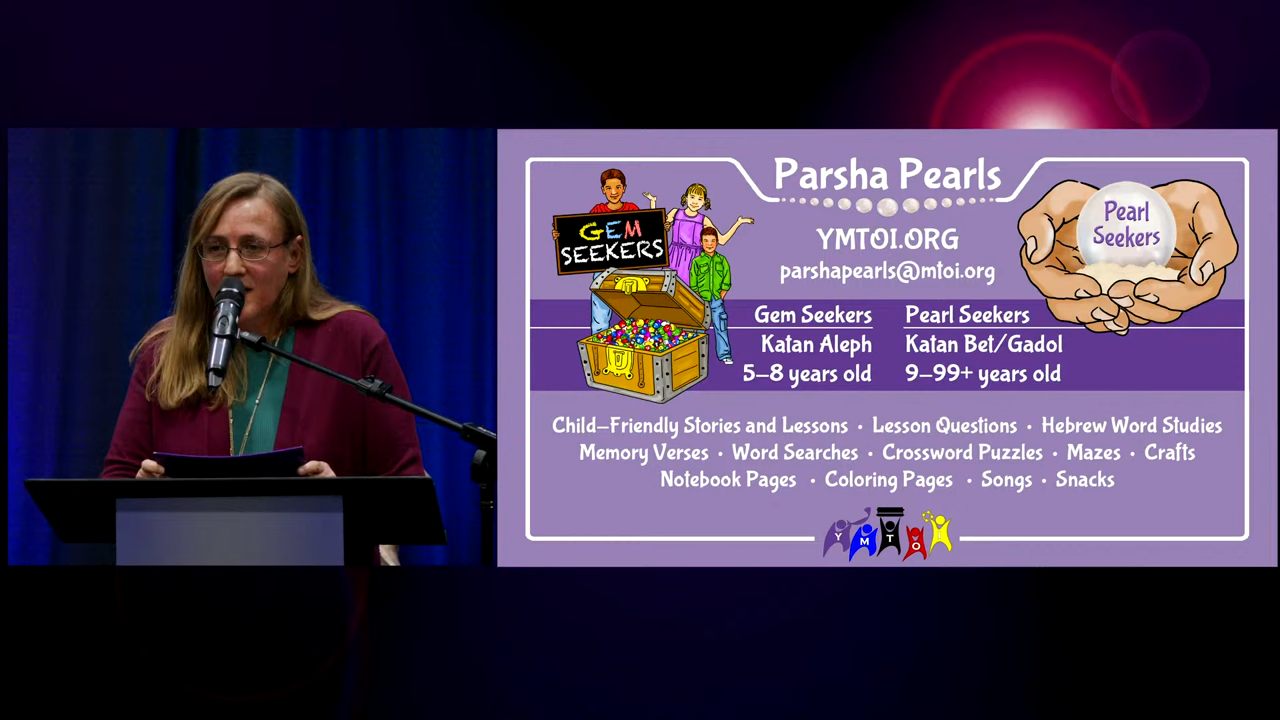 Parsha Pearls
GEM
SEEKERS
YMTOI.ORG
parshapearls@mtoi.org
Pearl
Seekers
Gem Seekers
Katan Aleph
5–8 years old
Pearl Seekers
Katan Bet/Gadol
9–99+ years old
Child–Friendly Stories and Lessons • Lesson Questions • Hebrew Word Studies
Memory Verses • Word Searches • Crossword Puzzles • Mazes • Crafts
Notebook Pages • Coloring Pages • Songs • Snacks
Y M T O I